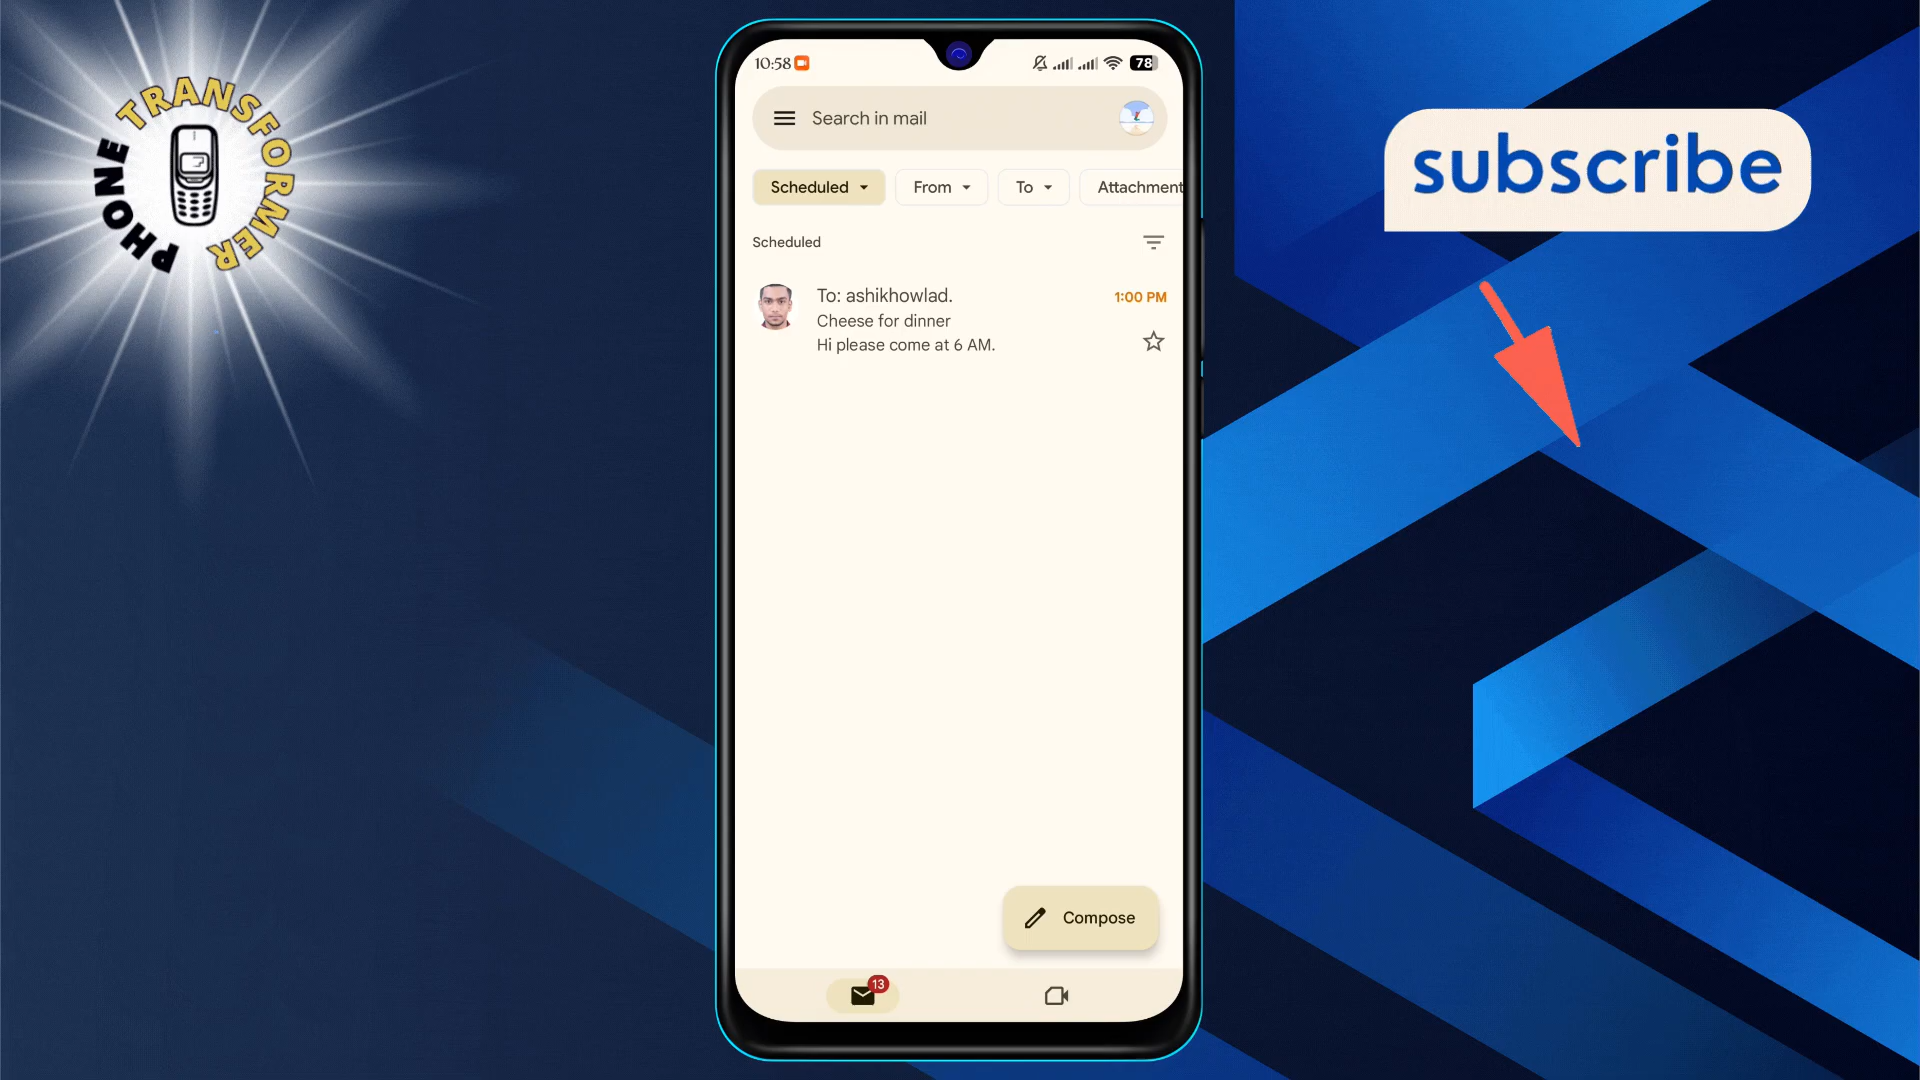 PHONE TRANSFORMER
subscribe
10:58
78
Search in mail
Scheduled
From
To
Attachment
Scheduled
To: ashikhowlad.
1:00 PM
Cheese for dinner
Hi please come at 6 AM.
Compose
13